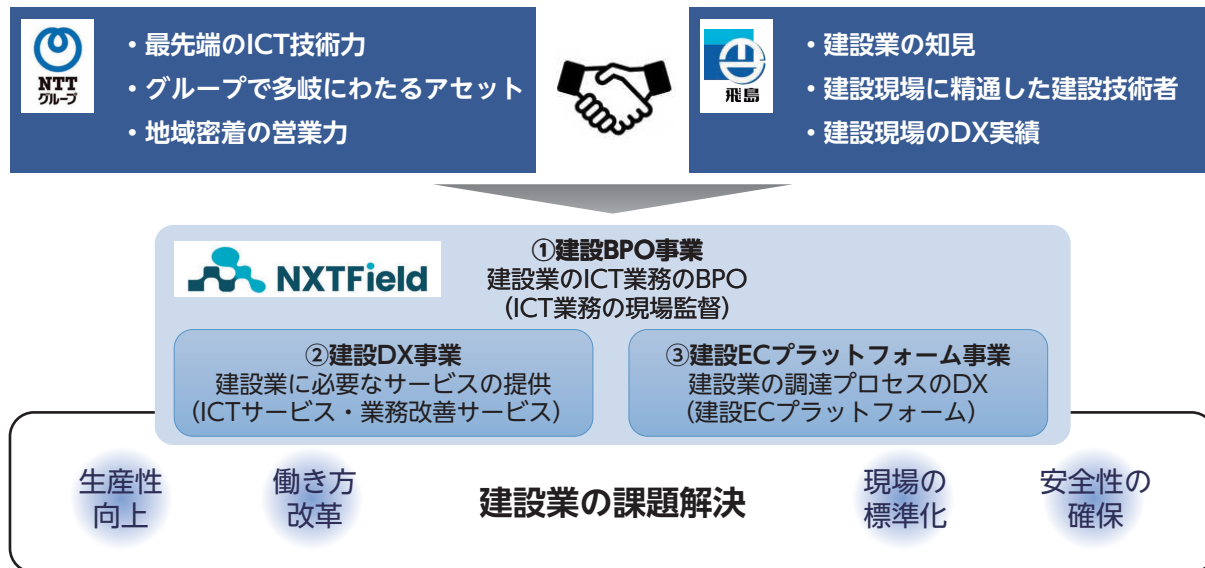 NTT
グループ
・最先端のICT技術力
・グループで多岐にわたるアセット
・地域密着の営業力
飛島
・建設業の知見
・建設現場に精通した建設技術者
・建設現場のDX実績
NXTField
①建設BPO事業
建設業のICT業務のBPO
(ICT業務の現場監督)
②建設DX事業
建設業に必要なサービスの提供
(ICTサービス・業務改善サービス)
③建設ECプラットフォーム事業
建設業の調達プロセスのDX
(建設ECプラットフォーム)
生産性
向上
働き方
改革
建設業の課題解決
現場の
標準化
安全性の
確保